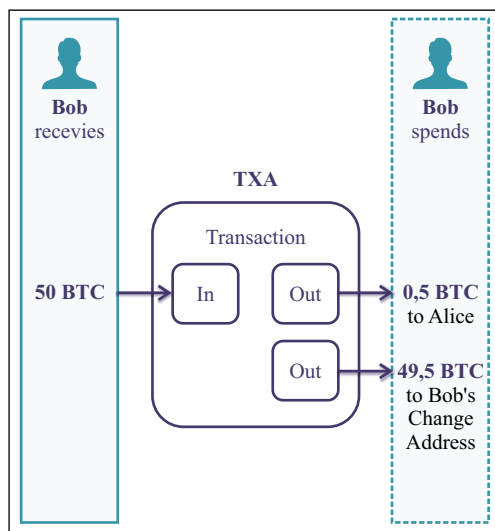 Bob
recevies
Bob
spends
TXA
Transaction
50 BTC
In
Out
0,5 BTC
to Alice
Out
49,5 BTC
to Bob's
Change
Address